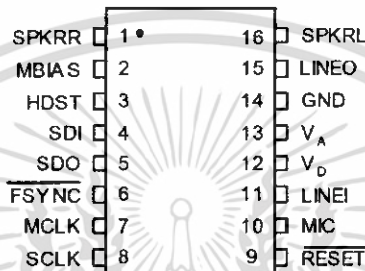 SPKRR 1 16 SPKRL
MBIAS 2 15 LINEO
HDST 3 14 GND
SDI 4 13 VA
SDO 5 12 VD
FSYNC 6 11 LINEI
MCLK 7 10 MIC
SCLK 8 9 RESET